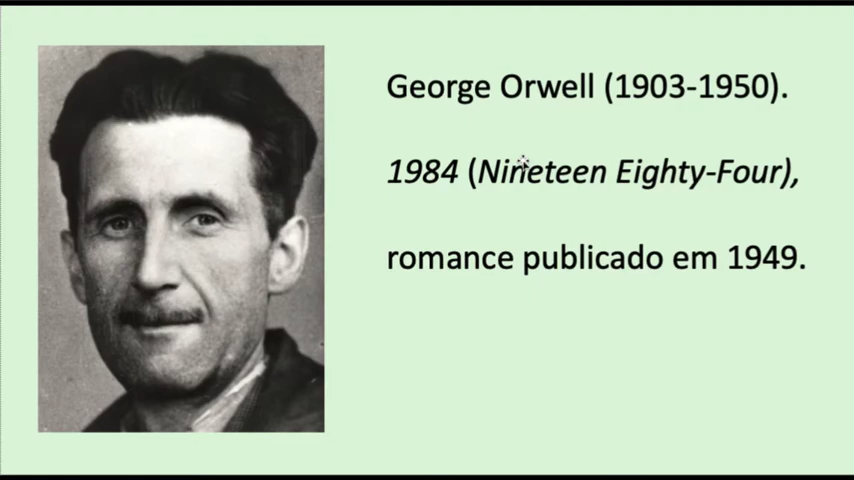 George Orwell (1903-1950).
1984 (Nineteen Eighty-Four),
romance publicado em 1949.